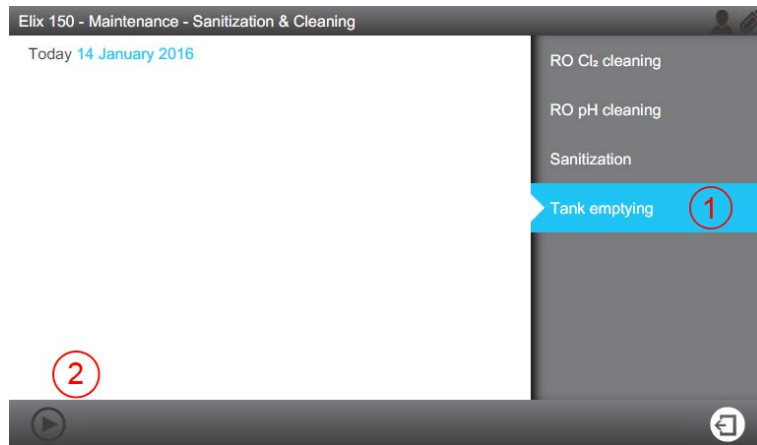 Elix 150 - Maintenance - Sanitization & Cleaning
Today 14 January 2016
RO Cl₂ cleaning
RO pH cleaning
Sanitization
Tank emptying
1
2